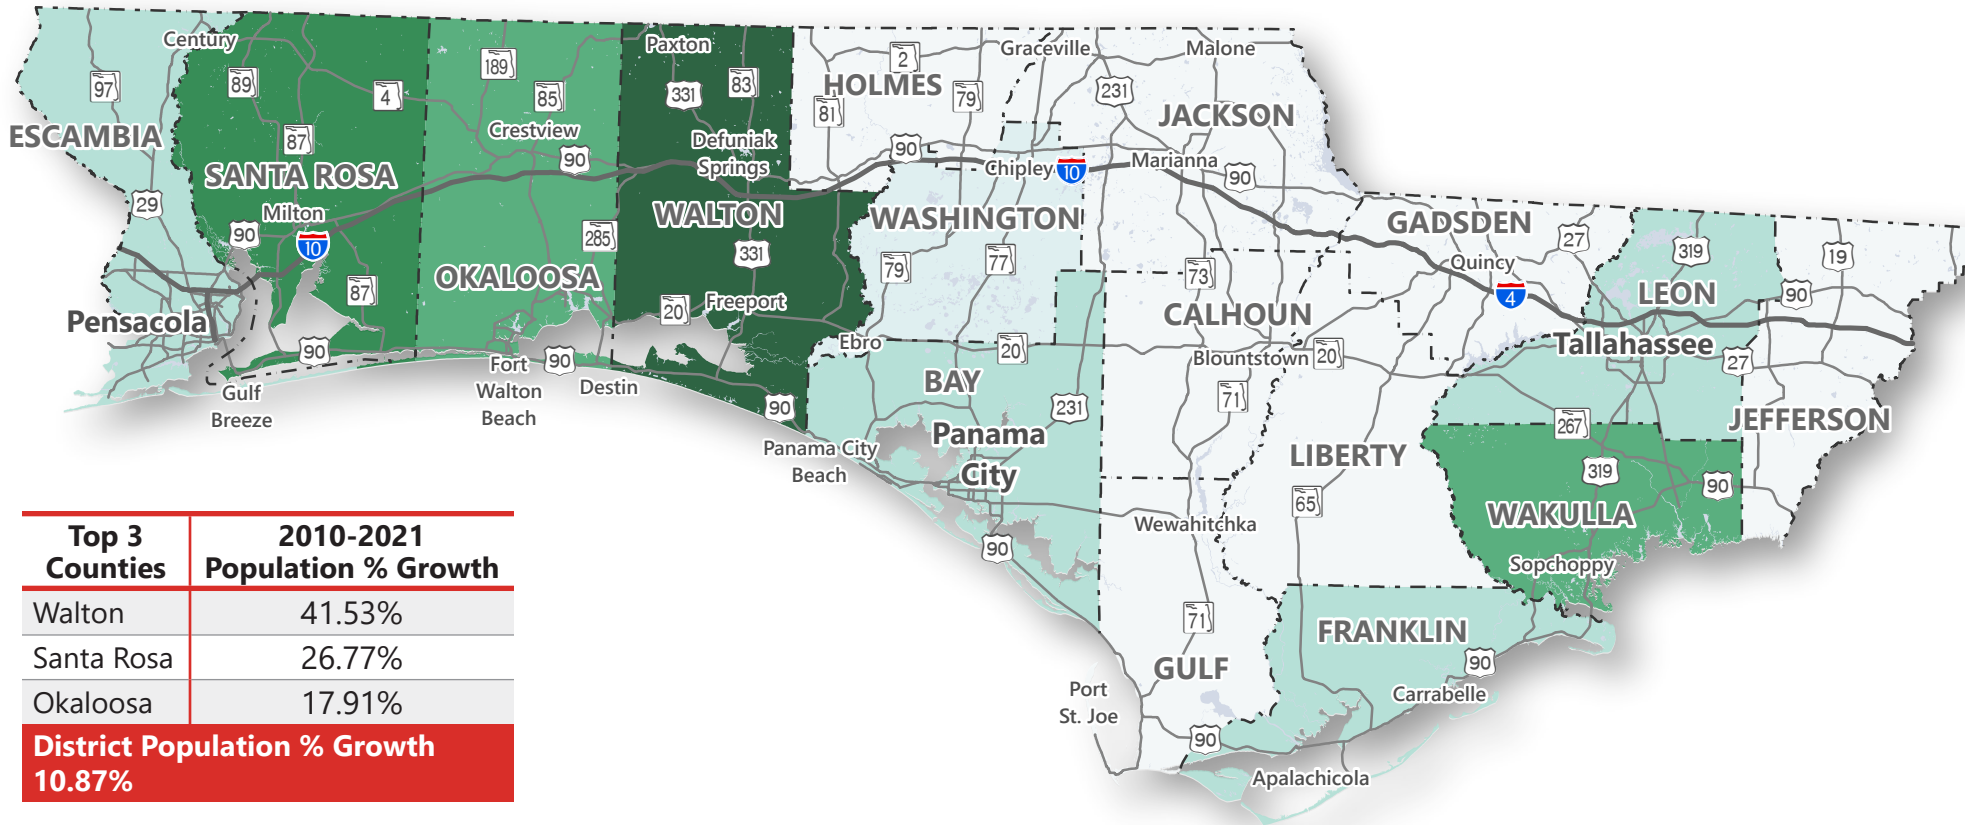 Century
Paxton
Graceville
Malone
97
89
4
189
85
331
83
2
HOLMES
79
81
231
JACKSON
ESCAMBIA
87
Crestview
90
Defuniak
Springs
90
Chipley
10
Marianna
90
SANTA ROSA
29
Milton
90
10
WALTON
WASHINGTON
GADSDEN
27
319
19
285
331
79
77
73
Quincy
4
OKALOOSA
87
20
Freeport
CALHOUN
LEON
90
Pensacola
90
Fort
Walton
Beach
90
Destin
Ebro
20
Blountstown
20
Tallahassee
27
Gulf
Breeze
BAY
90
231
71
267
JEFFERSON
Panama City
Beach
Panama
City
LIBERTY
65
319
90
WAKULLA
90
Wewahitchka
Sopchoppy
71
FRANKLIN
GULF
90
Carrabelle
Port
St. Joe
90
Apalachicola
Top 3
Counties
2010-2021
Population % Growth
Walton
41.53%
Santa Rosa
26.77%
Okaloosa
17.91%
District Population % Growth
10.87%